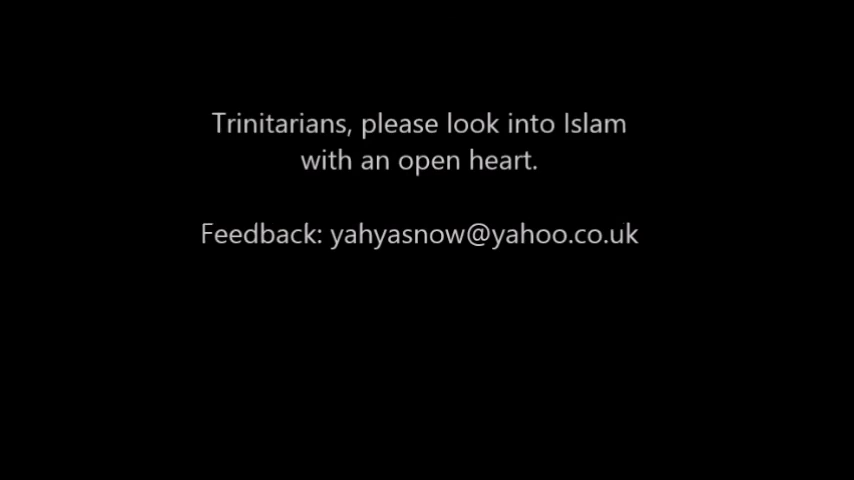 Trinitarians, please look into Islam
with an open heart.
Feedback: yahyasnow@yahoo.co.uk